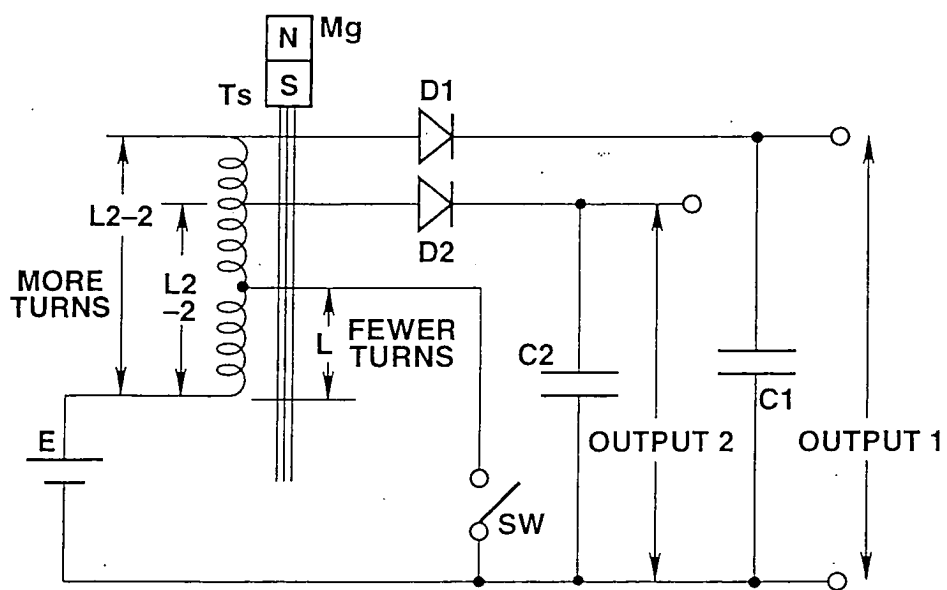 N
Mg
S
Ts
D1
L2–2
D2
L2
–2
MORE
TURNS
L
FEWER
TURNS
C2
C1
E
OUTPUT 2
OUTPUT 1
SW